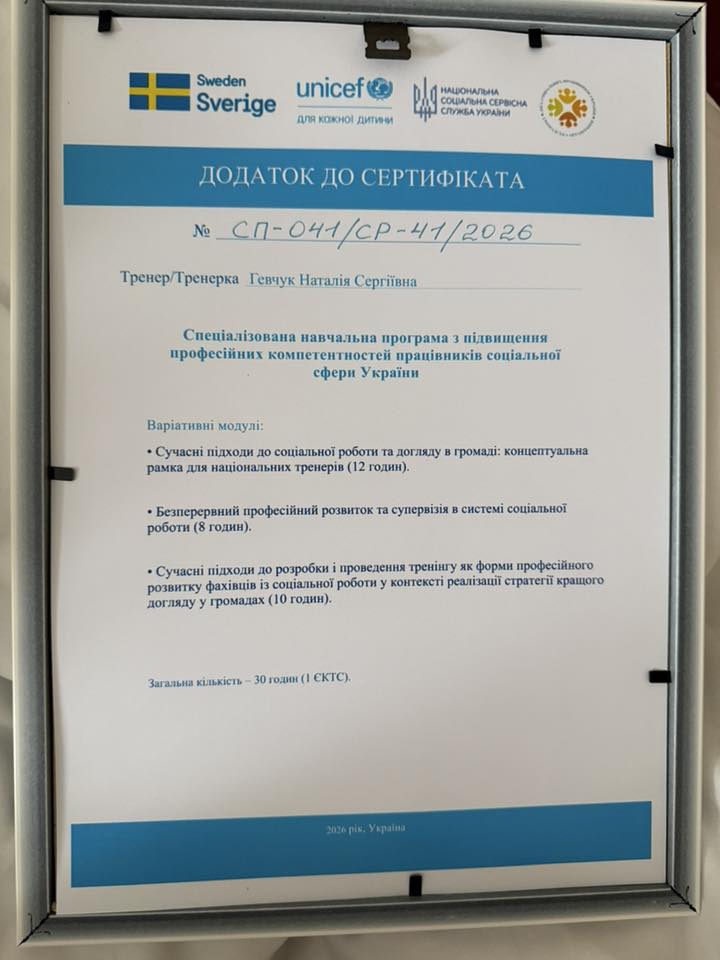 Sweden
Sverige
unicef
для кожної дитини
НАЦІОНАЛЬНА
СОЦІАЛЬНА СЕРВІСНА
СЛУЖБА УКРАЇНИ
ДОДАТОК ДО СЕРТИФІКАТА
№ СП-041/СР-41/2026
Тренер/Тренерка Гевчук Наталія Сергіївна
Спеціалізована навчальна програма з підвищення
професійних компетентностей працівників соціальної
сфери України
Варіативні модулі:
• Сучасні підходи до соціальної роботи та догляду в громаді: концептуальна
рамка для національних тренерів (12 годин).
• Безперервний професійний розвиток та супервізія в системі соціальної
роботи (8 годин).
• Сучасні підходи до розробки і проведення тренінгу як форми професійного
розвитку фахівців із соціальної роботи у контексті реалізації стратегії кращого
догляду у громадах (10 годин).
Загальна кількість – 30 годин (1 ЄКТС).
2026 рік, Україна